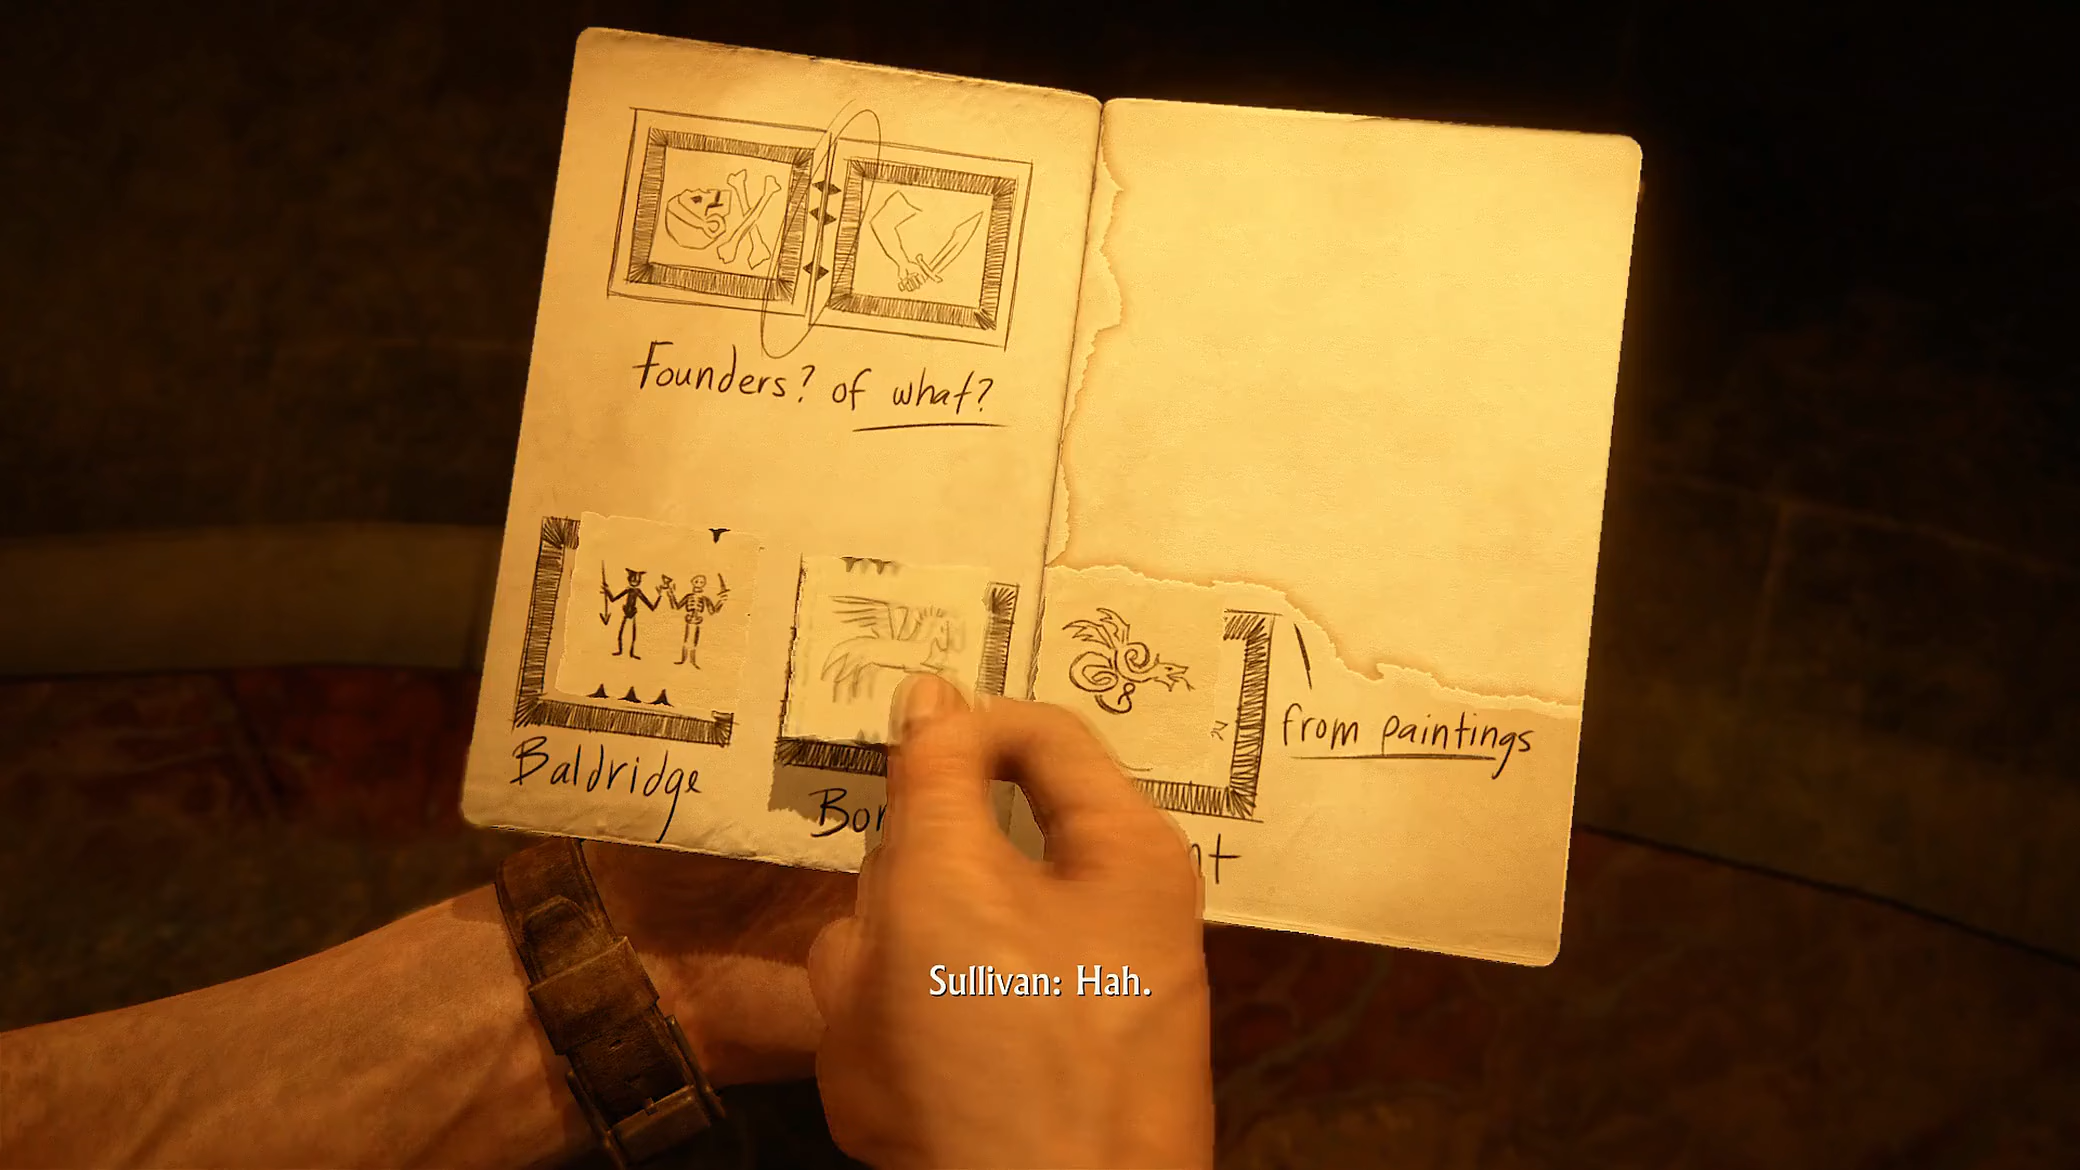 Founders? of what?
Baldridge
from paintings
Sullivan: Hah.